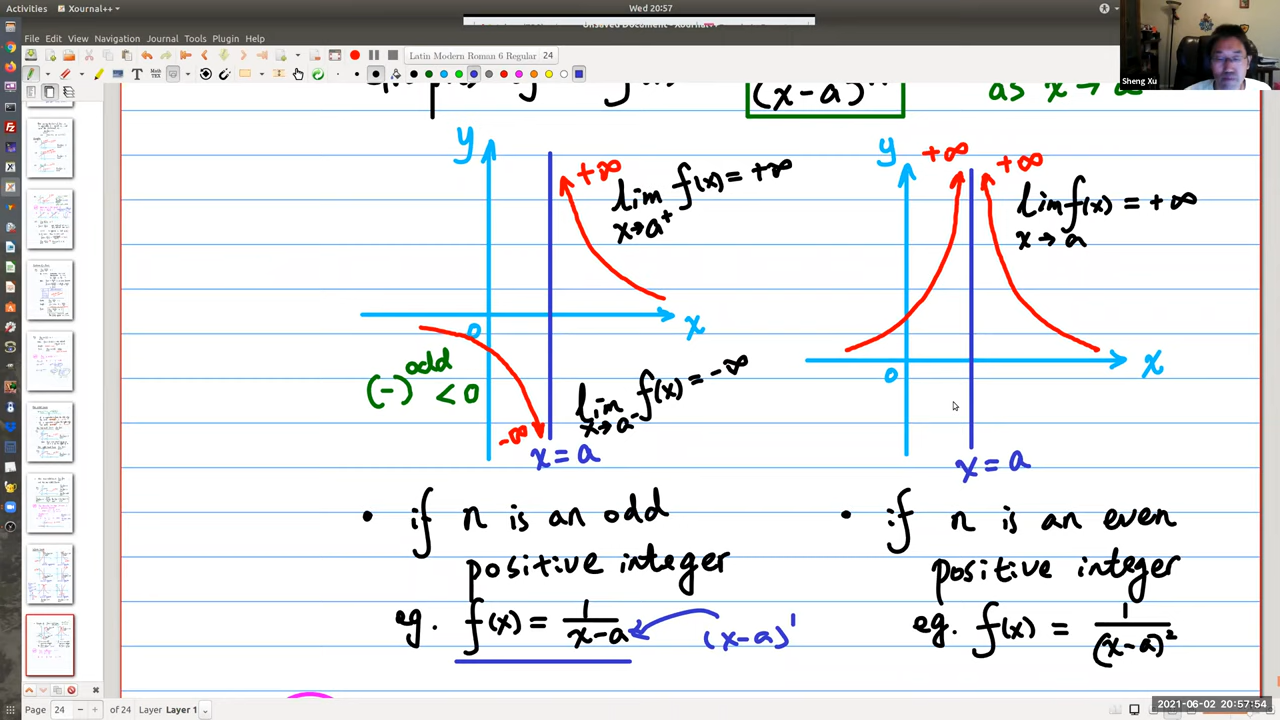 Activities Xournal++ Wed 20:57
Unsaved Document - Xournal++
File Edit View Navigation Journal Tools Plugin Help
Latin Modern Roman 6 Regular 24
Sheng Xu
(x-a)ⁿ as x→a
y +∞ lim f(x) = +∞
x→a⁺
0 x
(-)^odd < 0
lim f(x) = -∞
x→a⁻
-∞
x = a
y +∞ +∞
lim f(x) = +∞
x→a
0 x
x = a
• if n is an odd
positive integer
eg. f(x) = 1/(x-a) (x-a)¹
• if n is an even
positive integer
eg. f(x) = 1/(x-a)²
Page 24 of 24 Layer Layer 1
2021-06-02 20:57:54